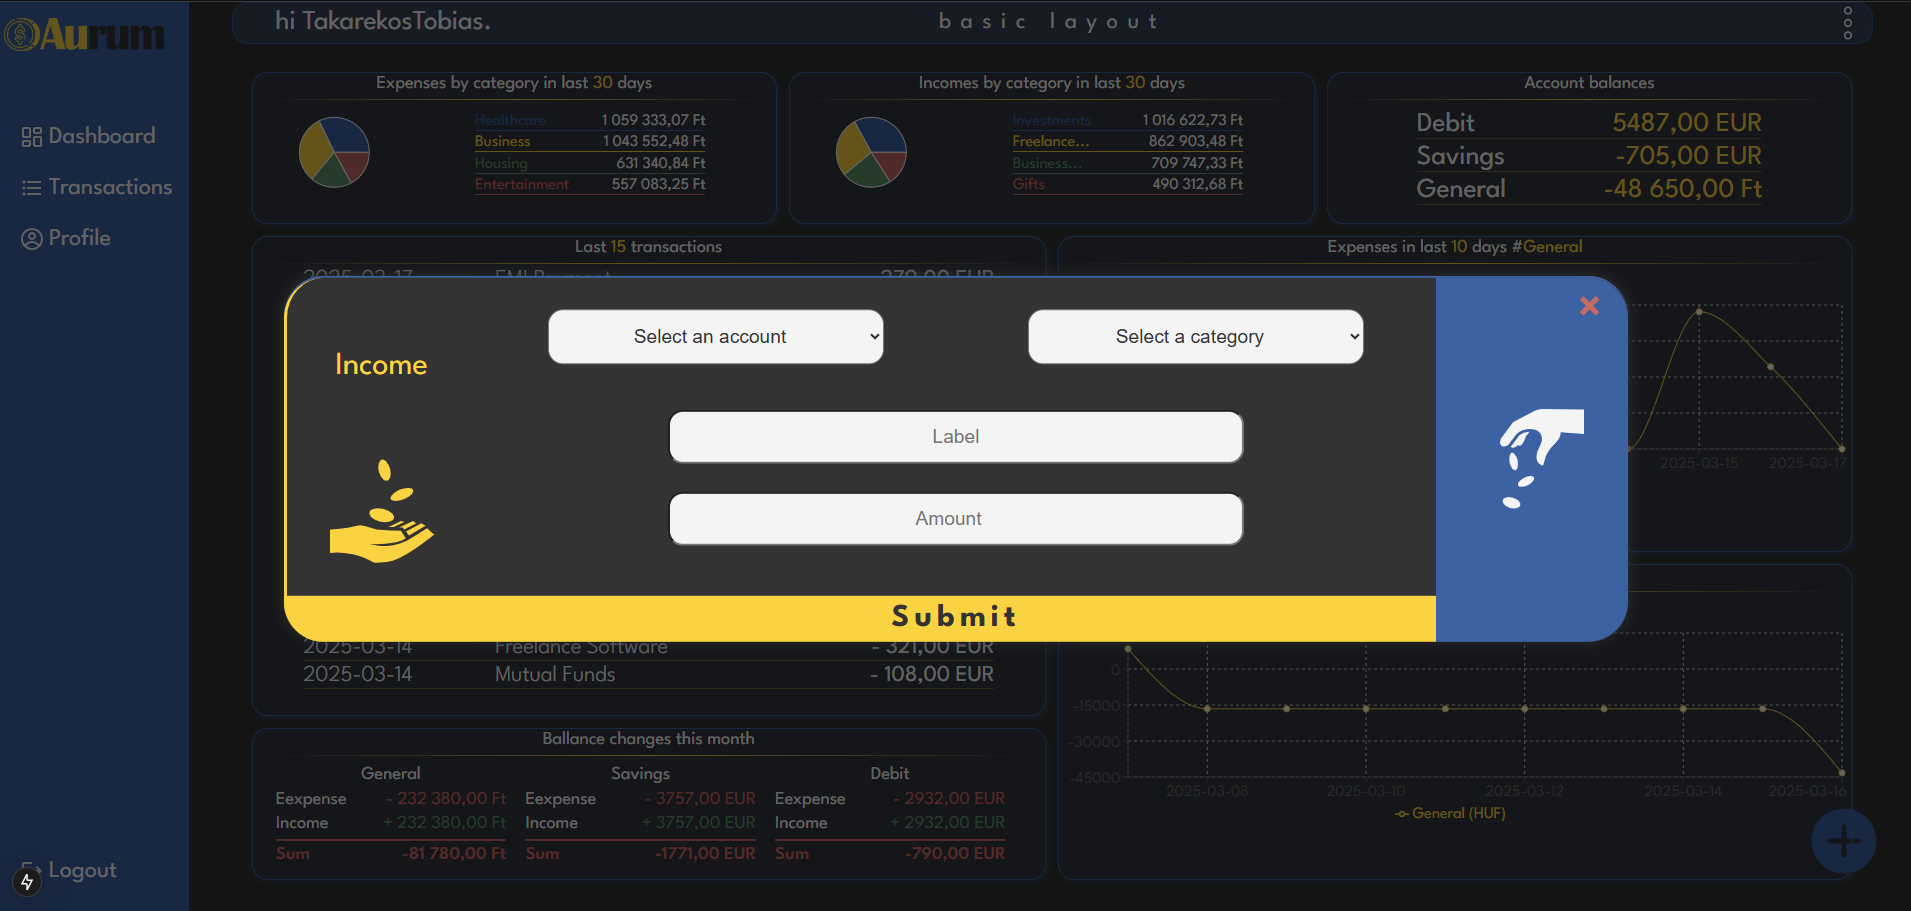 Aurum
hi TakarekosTobias.
basic layout
Dashboard
Transactions
Profile
Logout
Expenses by category in last 30 days
Healthcare 1 059 333,07 Ft
Business 1 043 552,48 Ft
Housing 631 340,84 Ft
Entertainment 557 083,25 Ft
Incomes by category in last 30 days
Investments 1 016 622,73 Ft
Freelance... 862 903,48 Ft
Business... 709 747,33 Ft
Gifts 490 312,68 Ft
Account balances
Debit 5487,00 EUR
Savings -705,00 EUR
General -48 650,00 Ft
Last 15 transactions
2025-03-17 EMI Payment 370,00 EUR
Expenses in last 10 days #General
2025-03-15 2025-03-17
Income
Select an account
Select a category
Label
Amount
Submit
2025-03-14 Freelance Software - 321,00 EUR
2025-03-14 Mutual Funds - 108,00 EUR
0
-15000
-30000
-45000
2025-03-08 2025-03-10 2025-03-12 2025-03-14 2025-03-16
General (HUF)
Ballance changes this month
General
Eexpense - 232 380,00 Ft
Income + 232 380,00 Ft
Sum -81 780,00 Ft
Savings
Eexpense - 3757,00 EUR
Income + 3757,00 EUR
Sum -1771,00 EUR
Debit
Eexpense - 2932,00 EUR
Income + 2932,00 EUR
Sum -790,00 EUR